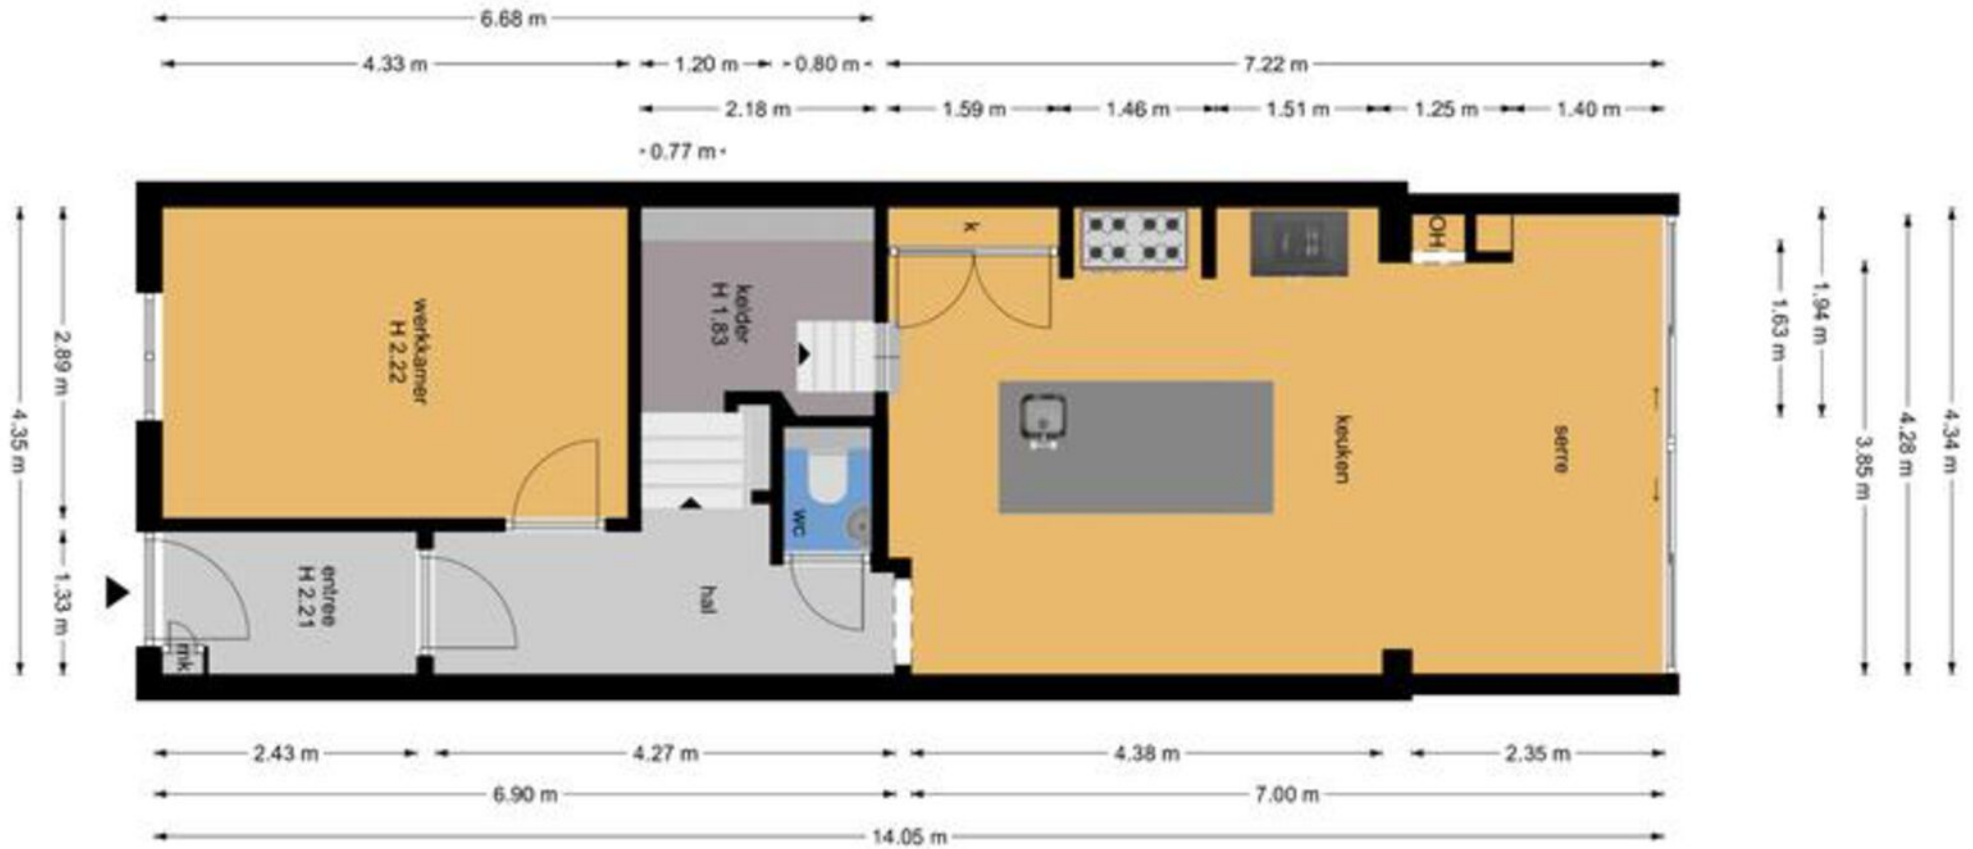 6.68 m
4.33 m
1.20 m
0.80 m
7.22 m
2.18 m
1.59 m
1.46 m
1.51 m
1.25 m
1.40 m
0.77 m
k
OH
kelder
H 1.83
werkkamer
H 2.22
keuken
serre
wc
hal
entree
H 2.21
mk
4.35 m
2.89 m
1.33 m
1.63 m
1.94 m
3.85 m
4.28 m
4.34 m
2.43 m
4.27 m
4.38 m
2.35 m
6.90 m
7.00 m
14.05 m